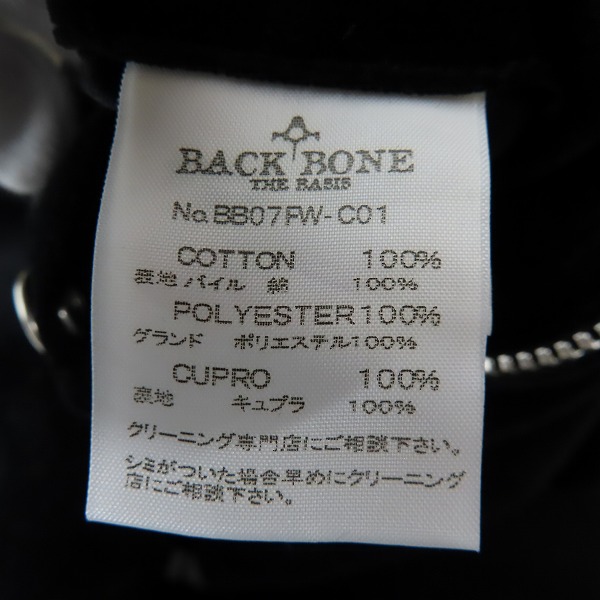 BACK BONE
THE BASIS
No.BB07FW-C01
COTTON 100%
表地パイル 綿 100%
POLYESTER100%
グランド ポリエステル100%
CUPRO 100%
裏地 キュプラ 100%
クリーニング専門店にご相談下さい。
シミがついた場合早めにクリーニング
店にご相談下さい。